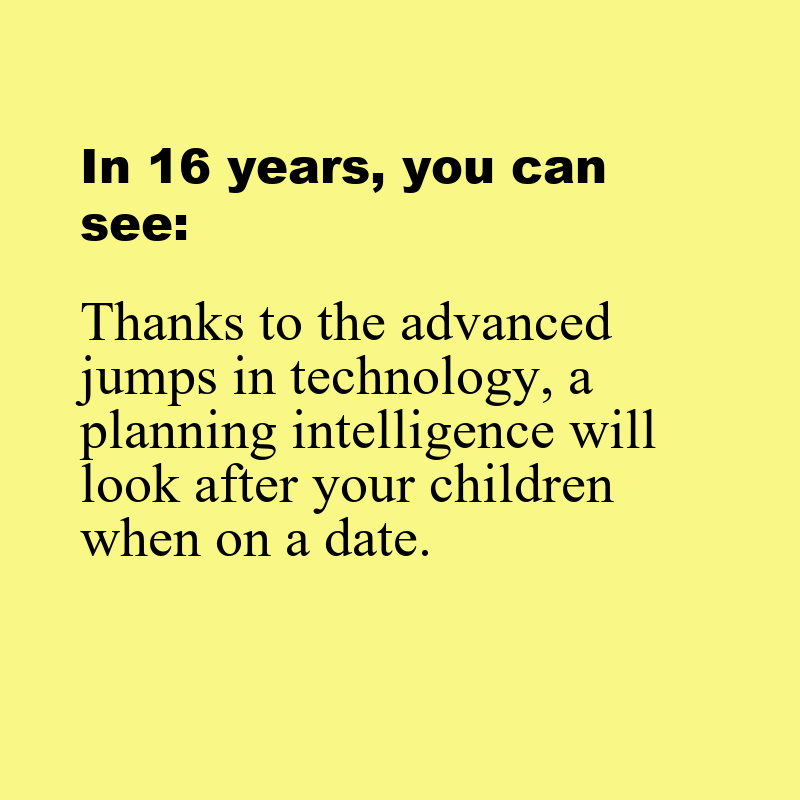 In 16 years, you can
see:
Thanks to the advanced
jumps in technology, a
planning intelligence will
look after your children
when on a date.